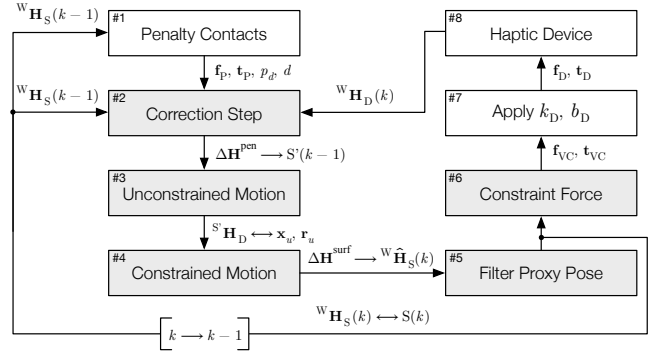 ᵂH_S(k−1)
#1
Penalty Contacts
#8
Haptic Device
f_P, t_P, p_d, d
f_D, t_D
ᵂH_S(k−1)
#2
Correction Step
ᵂH_D(k)
#7
Apply k_D, b_D
ΔH^pen → S'(k−1)
f_VC, t_VC
#3
Unconstrained Motion
#6
Constraint Force
^S'H_D ↔ x_u, r_u
#4
Constrained Motion
ΔH^surf → ᵂĤ_S(k)
#5
Filter Proxy Pose
ᵂH_S(k) ↔ S(k)
[k → k−1]